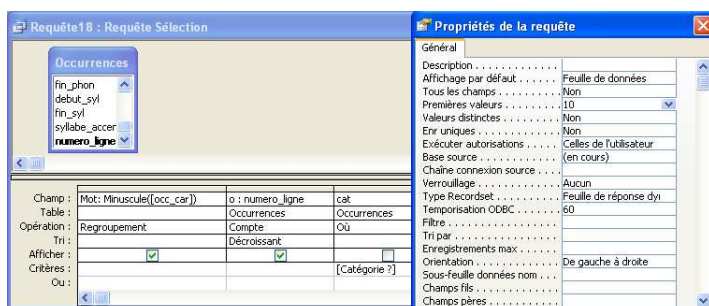 Requête18 : Requête Sélection
Occurrences
fin_phon
debut_syl
fin_syl
syllabe_accer
numero_ligne
Champ : Mot: Minuscule([occ_car]) o : numero_ligne cat
Table : Occurrences Occurrences
Opération : Regroupement Compte Où
Tri : Décroissant
Afficher :
Critères : [Catégorie ?]
Ou :
Propriétés de la requête
Général
Description . . . . . . . . . . . . .
Affichage par défaut . . . . . . Feuille de données
Tous les champs . . . . . . . . . Non
Premières valeurs . . . . . . . . . 10
Valeurs distinctes . . . . . . . . . Non
Enr uniques . . . . . . . . . . . . . Non
Exécuter autorisations . . . . . Celles de l'utilisateur
Base source . . . . . . . . . . . . . (en cours)
Chaîne connexion source . . . .
Verrouillage . . . . . . . . . . . . . Aucun
Type Recordset . . . . . . . . . . Feuille de réponse dyı
Temporisation ODBC . . . . . . . 60
Filtre . . . . . . . . . . . . . . . . . .
Tri par . . . . . . . . . . . . . . . . .
Enregistrements max . . . . . . .
Orientation . . . . . . . . . . . . . De gauche à droite
Sous-feuille données nom . . .
Champs fils . . . . . . . . . . . . .
Champs pères . . . . . . . . . . .